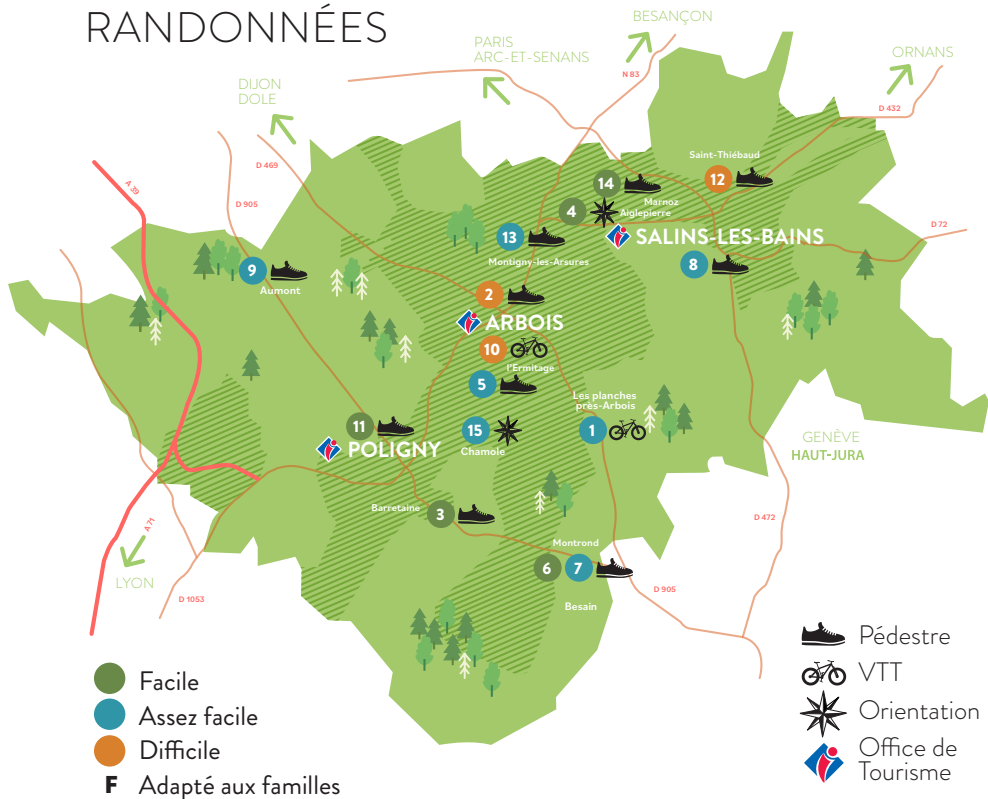 RANDONNÉES
BESANÇON
PARIS
ARC-ET-SENANS
ORNANS
DIJON
DOLE
N 83
D 432
D 469
A 39
D 905
Saint-Thiébaud
12
14
Marnoz
4
Aiglepierre
13
SALINS-LES-BAINS
D 72
Montigny-les-Arsures
9
8
Aumont
2
ARBOIS
10
l'Ermitage
5
Les planches
près-Arbois
11
15
1
POLIGNY
Chamole
GENÈVE
HAUT-JURA
Barretaine
3
D 472
A 71
Montrond
6
7
LYON
D 1053
D 905
Besain
Pédestre
VTT
Orientation
Office de
Tourisme
Facile
Assez facile
Difficile
F Adapté aux familles